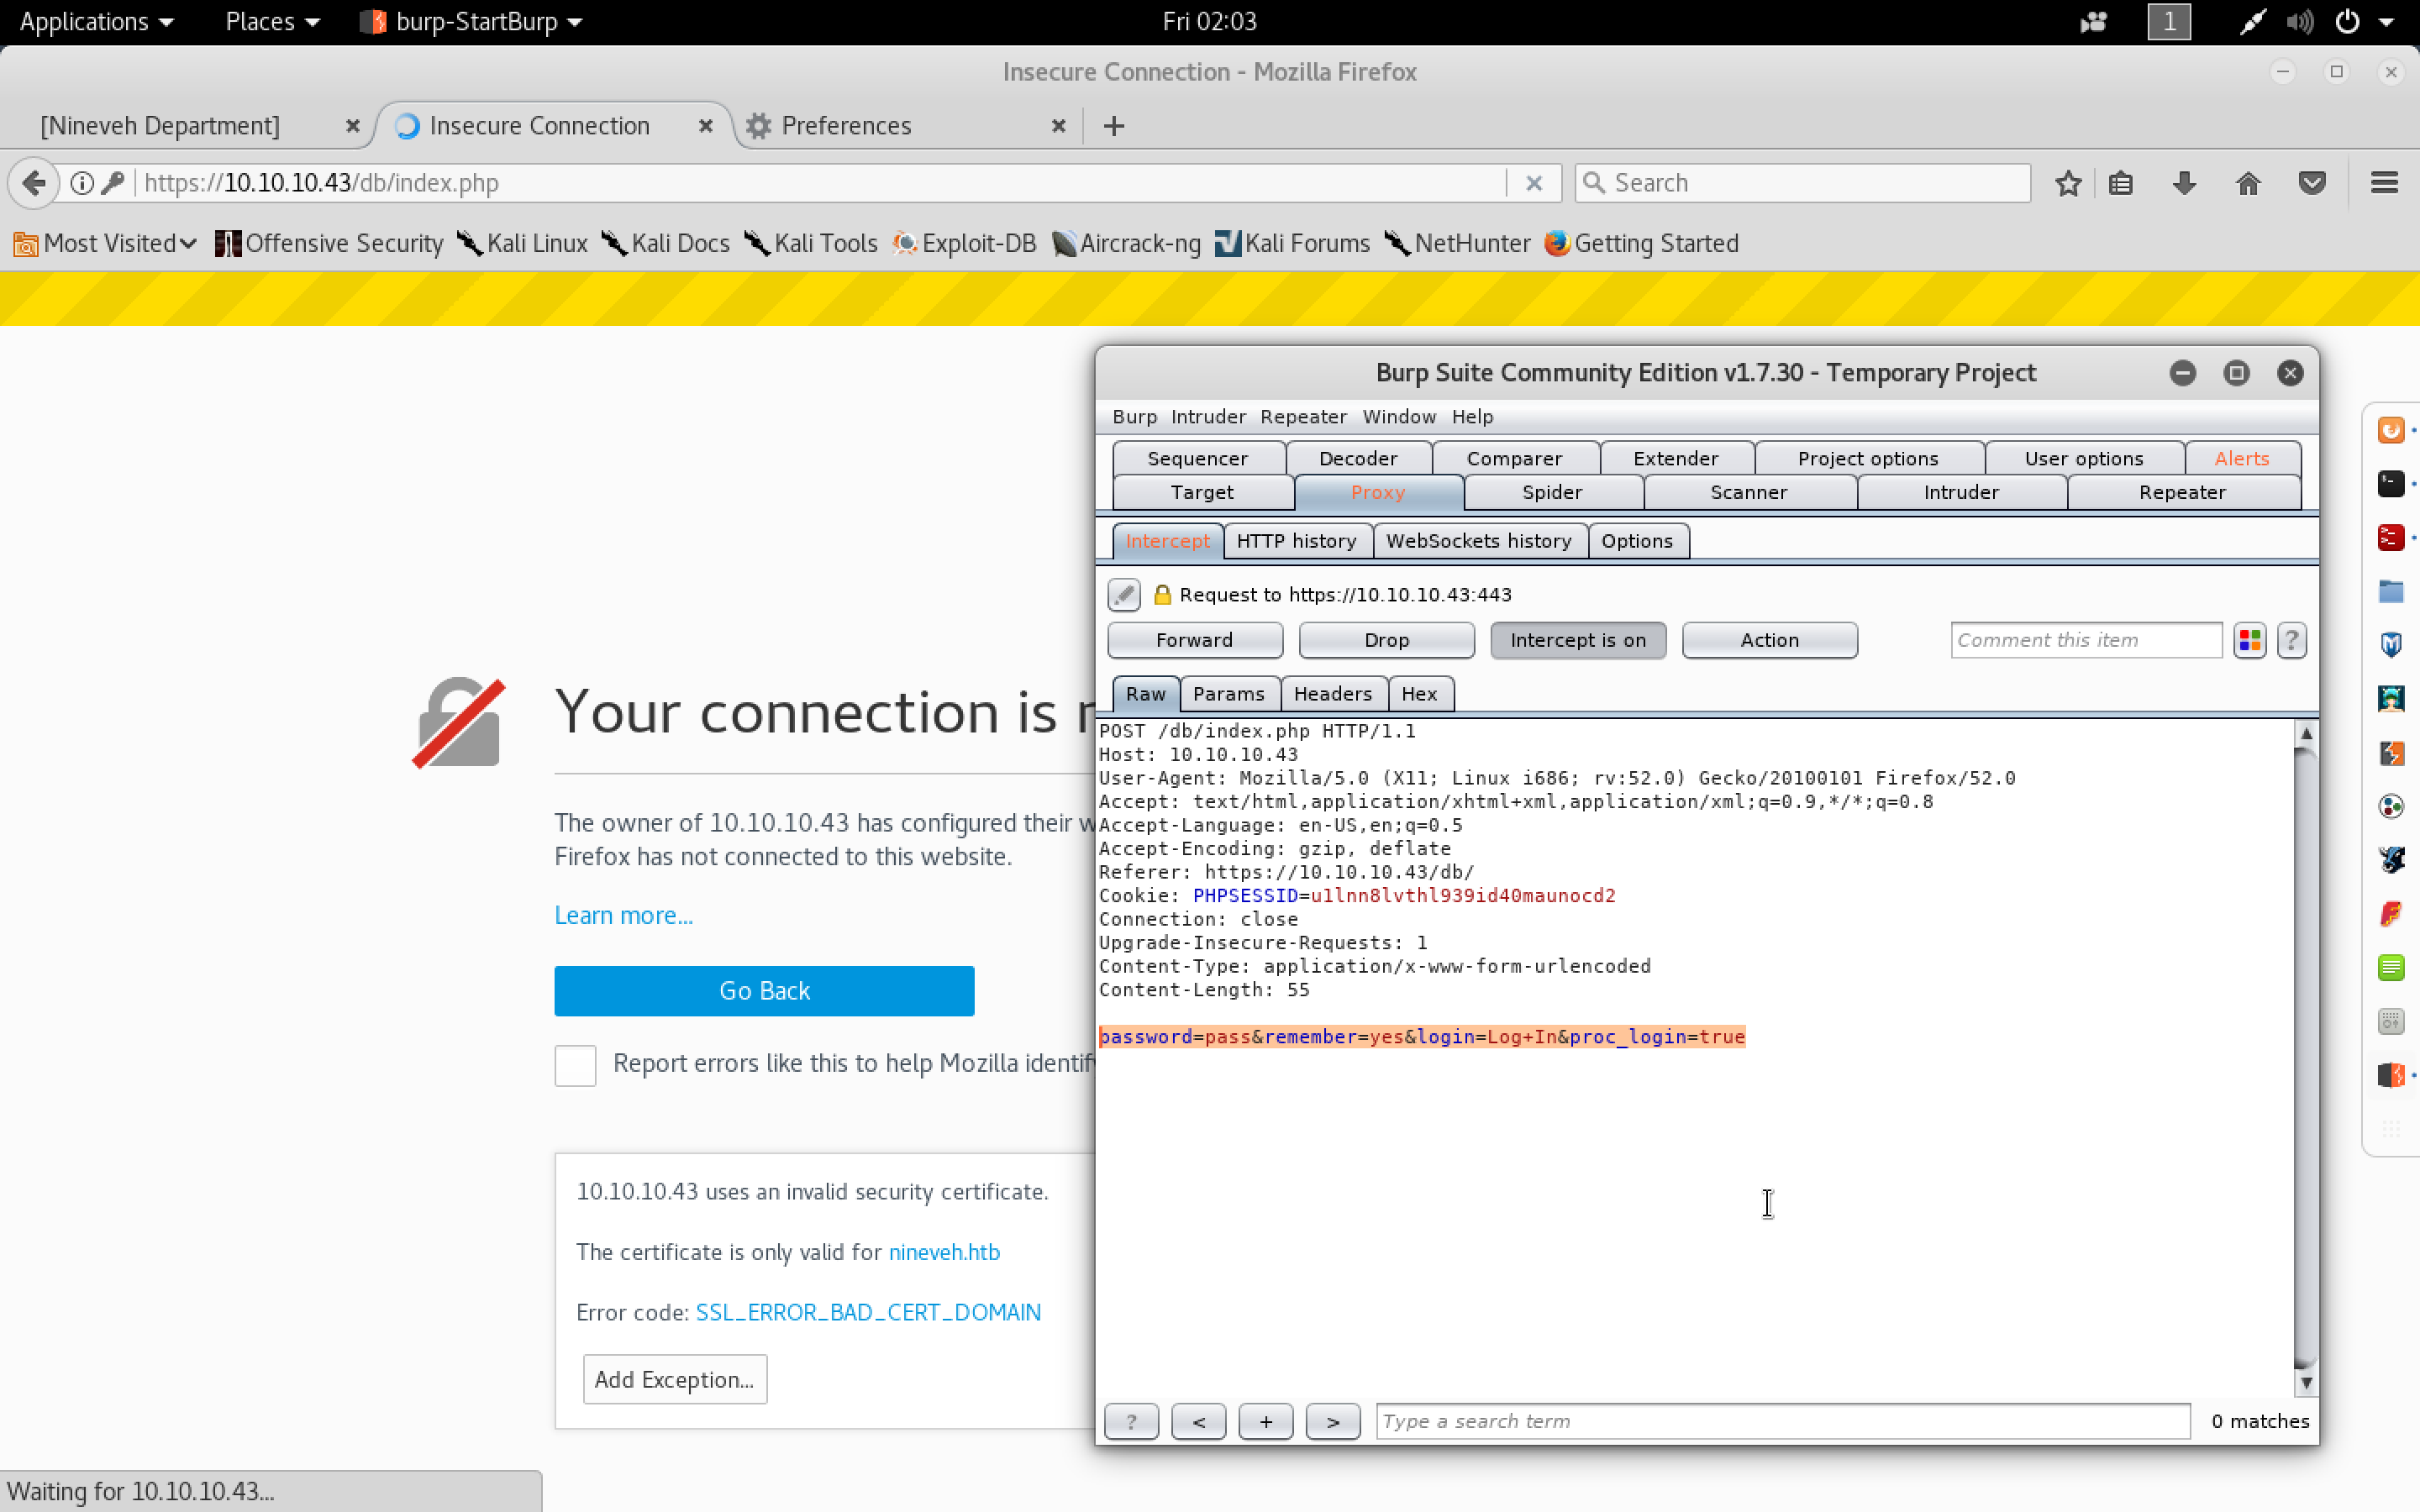 Applications Places burp-StartBurp Fri 02:03 1
Insecure Connection - Mozilla Firefox
[Nineveh Department] Insecure Connection Preferences
https://10.10.10.43/db/index.php Search
Most Visited Offensive Security Kali Linux Kali Docs Kali Tools Exploit-DB Aircrack-ng Kali Forums NetHunter Getting Started
Your connection is
The owner of 10.10.10.43 has configured their
Firefox has not connected to this website.
Learn more...
Go Back
Report errors like this to help Mozilla
10.10.10.43 uses an invalid security certificate.
The certificate is only valid for nineveh.htb
Error code: SSL_ERROR_BAD_CERT_DOMAIN
Add Exception...
Waiting for 10.10.10.43...
Burp Suite Community Edition v1.7.30 - Temporary Project
Burp Intruder Repeater Window Help
Sequencer Decoder Comparer Extender Project options User options Alerts
Target Proxy Spider Scanner Intruder Repeater
Intercept HTTP history WebSockets history Options
Request to https://10.10.10.43:443
Forward Drop Intercept is on Action Comment this item ?
Raw Params Headers Hex
POST /db/index.php HTTP/1.1
Host: 10.10.10.43
User-Agent: Mozilla/5.0 (X11; Linux i686; rv:52.0) Gecko/20100101 Firefox/52.0
Accept: text/html,application/xhtml+xml,application/xml;q=0.9,*/*;q=0.8
Accept-Language: en-US,en;q=0.5
Accept-Encoding: gzip, deflate
Referer: https://10.10.10.43/db/
Cookie: PHPSESSID=u1lnn8lvthl939id40maunocd2
Connection: close
Upgrade-Insecure-Requests: 1
Content-Type: application/x-www-form-urlencoded
Content-Length: 55
password=pass&remember=yes&login=Log+In&proc_login=true
? < + > Type a search term 0 matches